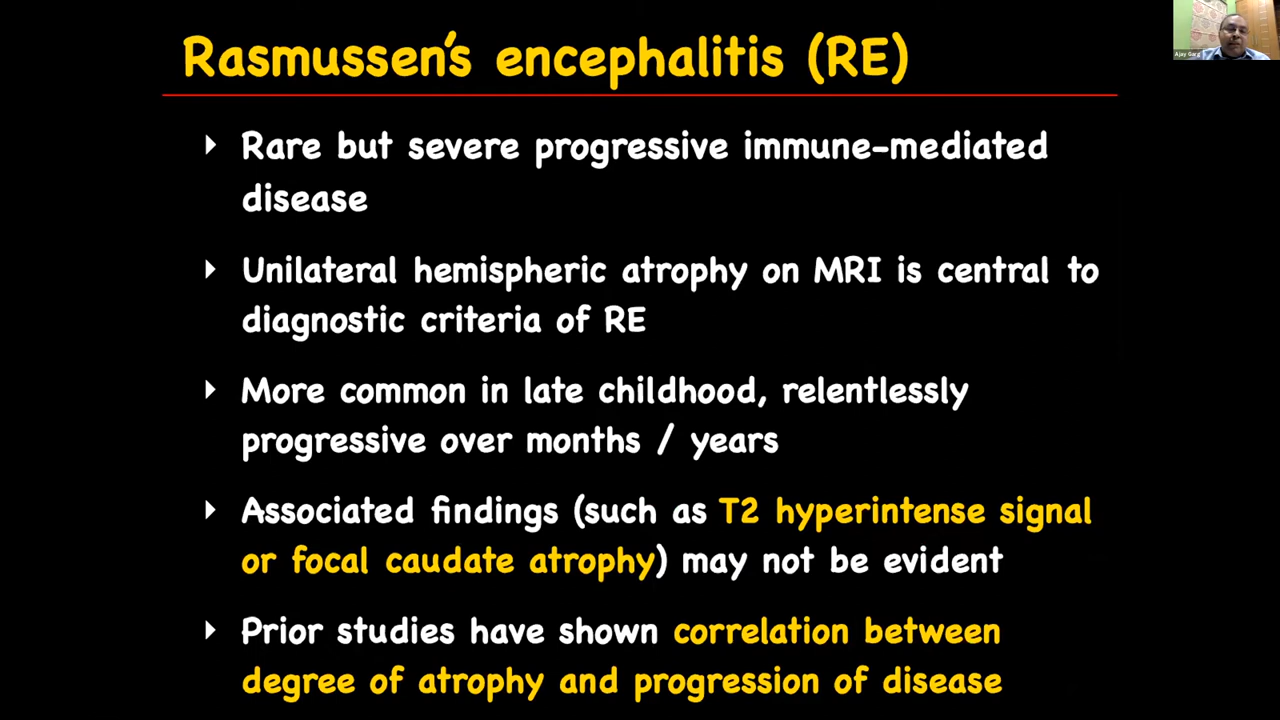 Rasmussen's encephalitis (RE)
Ajay Garg
Rare but severe progressive immune-mediated
disease
Unilateral hemispheric atrophy on MRI is central to
diagnostic criteria of RE
More common in late childhood, relentlessly
progressive over months / years
Associated findings (such as T2 hyperintense signal
or focal caudate atrophy) may not be evident
Prior studies have shown correlation between
degree of atrophy and progression of disease